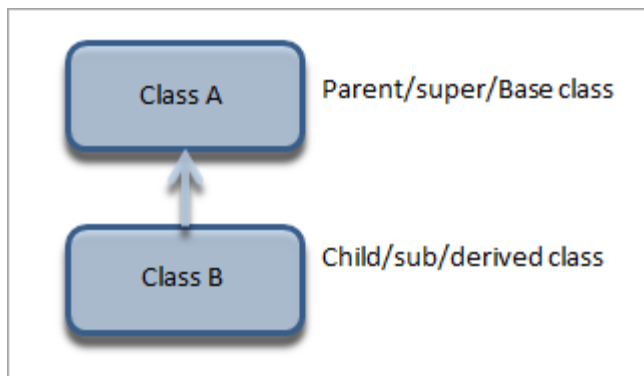 Class A
Parent/super/Base class
Class B
Child/sub/derived class